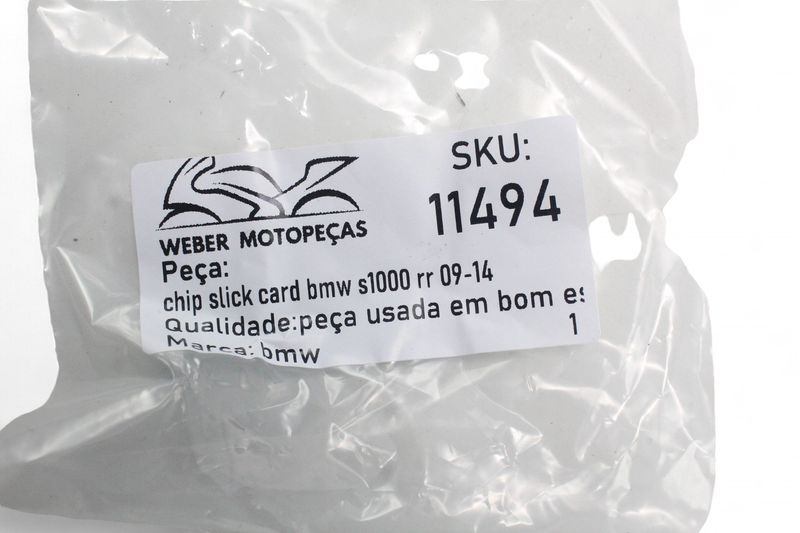 SKU:
11494
WEBER MOTOPEÇAS
Peça:
chip slick card bmw s1000 rr 09-14
Qualidade:peça usada em bom es
1
Marca: bmw